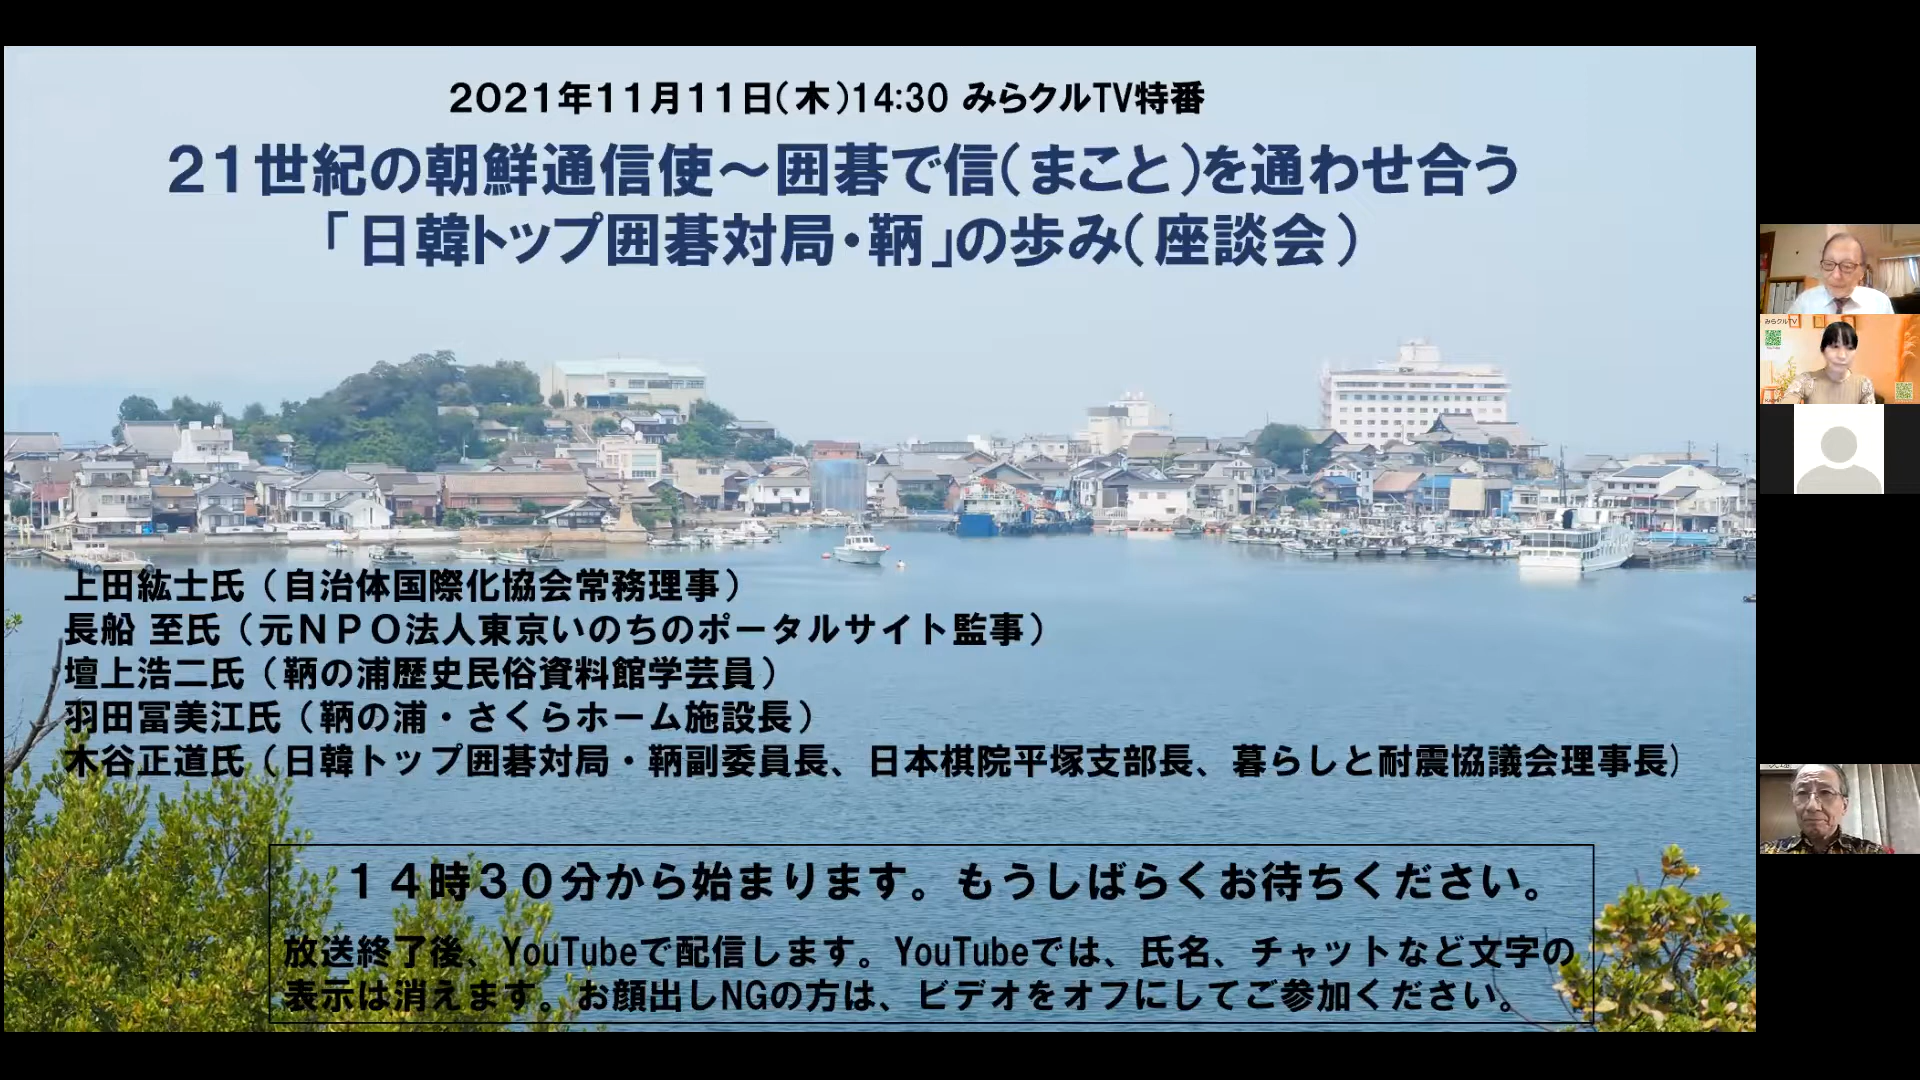 2021年11月11日(木)14:30 みらクルTV特番
21世紀の朝鮮通信使～囲碁で信(まこと)を通わせ合う
「日韓トップ囲碁対局・鞆」の歩み(座談会)
上田紘士氏（自治体国際化協会常務理事）
長船 至氏（元NPO法人東京いのちのポータルサイト監事）
壇上浩二氏（鞆の浦歴史民俗資料館学芸員）
羽田冨美江氏（鞆の浦・さくらホーム施設長）
木谷正道氏（日韓トップ囲碁対局・鞆副委員長、日本棋院平塚支部長、暮らしと耐震協議会理事長)
14時30分から始まります。もうしばらくお待ちください。
放送終了後、YouTubeで配信します。YouTubeでは、氏名、チャットなど文字の
表示は消えます。お顔出しNGの方は、ビデオをオフにしてご参加ください。
みらクルTV